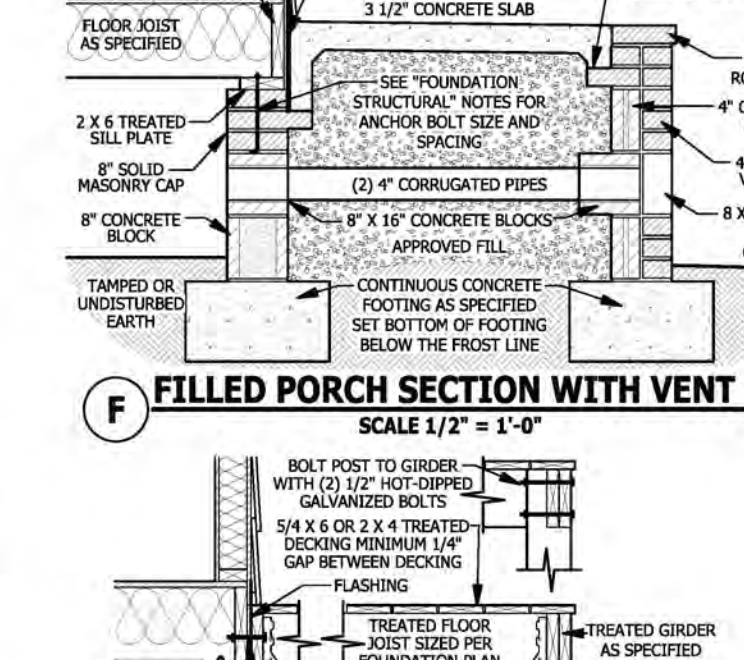 3 1/2" CONCRETE SLAB
FLOOR JOIST
AS SPECIFIED
SEE "FOUNDATION
STRUCTURAL" NOTES FOR
ANCHOR BOLT SIZE AND
SPACING
2 X 6 TREATED
SILL PLATE
8" SOLID
MASONRY CAP
8" CONCRETE
BLOCK
(2) 4" CORRUGATED PIPES
8" X 16" CONCRETE BLOCKS
APPROVED FILL
4"
4"
8 X
TAMPED OR
UNDISTURBED
EARTH
CONTINUOUS CONCRETE
FOOTING AS SPECIFIED
SET BOTTOM OF FOOTING
BELOW THE FROST LINE
F
FILLED PORCH SECTION WITH VENT
SCALE 1/2" = 1'-0"
BOLT POST TO GIRDER
WITH (2) 1/2" HOT-DIPPED
GALVANIZED BOLTS
5/4 X 6 OR 2 X 4 TREATED
DECKING MINIMUM 1/4"
GAP BETWEEN DECKING
FLASHING
TREATED FLOOR
JOIST SIZED PER
FOUNDATION PLAN
TREATED GIRDER
AS SPECIFIED